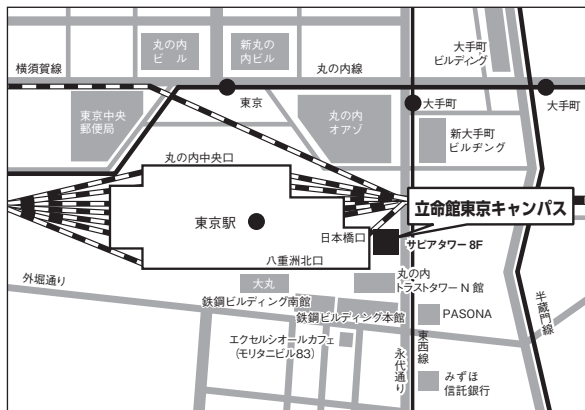 丸の内
ビル
新丸の
内ビル
大手町
ビルディング
横須賀線
丸の内線
東京
大手町
大手町
東京中央
郵便局
丸の内
オアゾ
新大手町
ビルヂング
丸の内中央口
立命館東京キャンパス
東京駅
日本橋口
サピアタワー 8F
八重洲北口
外堀通り
大丸
丸の内
トラストタワー N 館
鉄鋼ビルディング南館
鉄鋼ビルディング本館
PASONA
半蔵門線
エクセルシオールカフェ
(モリタニビル83)
永代通り
東西線
みずほ
信託銀行